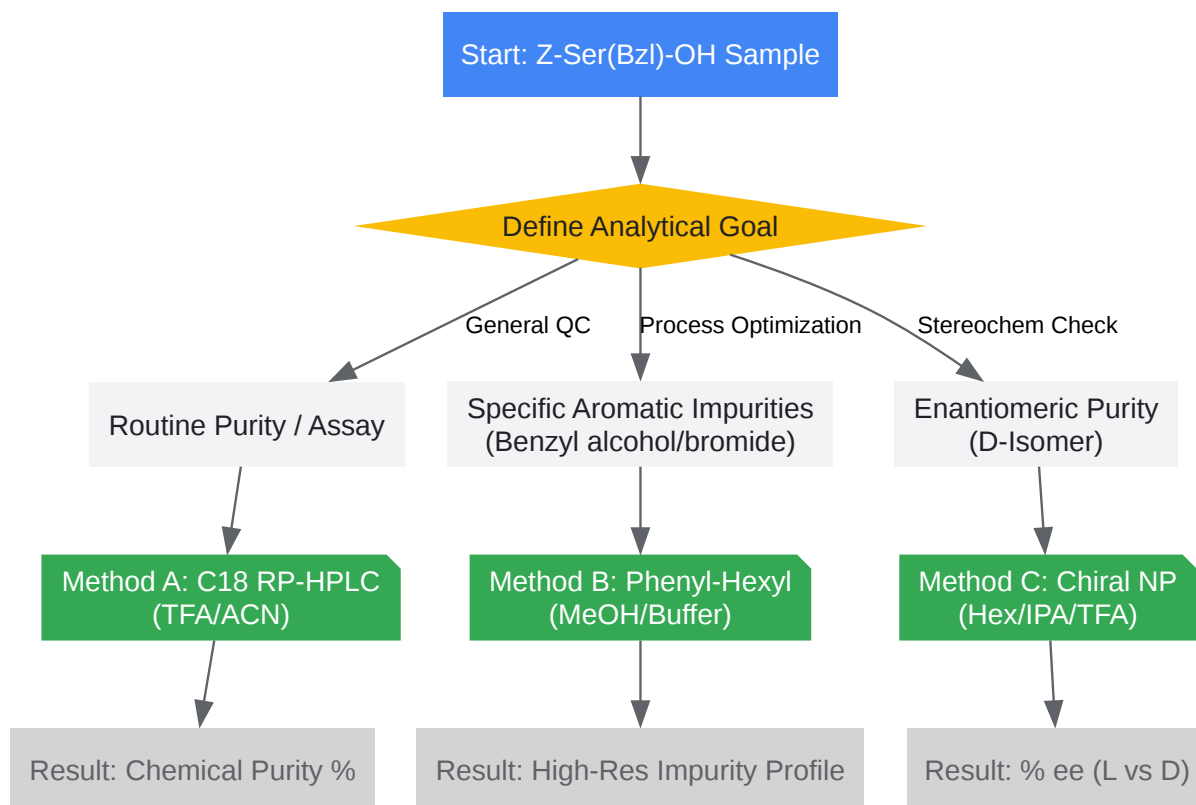 Start: Z-Ser(Bzl)-OH Sample
Define Analytical Goal
General QC
Process Optimization
Stereochem Check
Routine Purity / Assay
Specific Aromatic Impurities
(Benzyl alcohol/bromide)
Enantiomeric Purity
(D-Isomer)
Method A: C18 RP-HPLC
(TFA/ACN)
Method B: Phenyl-Hexyl
(MeOH/Buffer)
Method C: Chiral NP
(Hex/IPA/TFA)
Result: Chemical Purity %
Result: High-Res Impurity Profile
Result: % ee (L vs D)